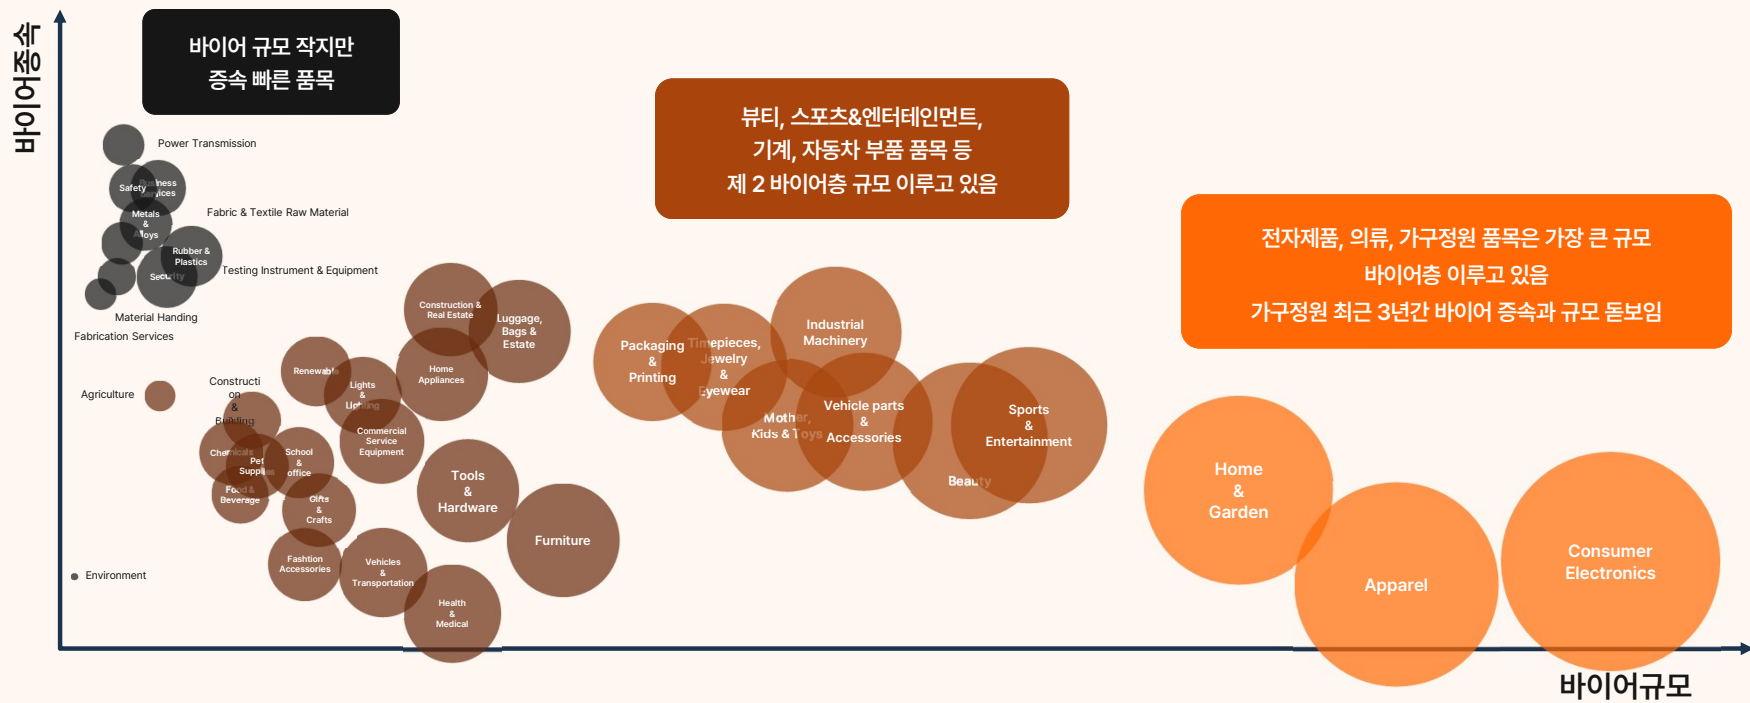 바이어증속
바이어 규모 작지만
증속 빠른 품목
뷰티, 스포츠&엔터테인먼트,
기계, 자동차 부품 품목 등
제 2 바이어층 규모 이루고 있음
전자제품, 의류, 가구정원 품목은 가장 큰 규모
바이어층 이루고 있음
가구정원 최근 3년간 바이어 증속과 규모 돋보임
Power Transmission
Safety
Business
Services
Metals
&
Alloys
Fabric & Textile Raw Material
Rubber &
Plastics
Security
Testing Instrument & Equipment
Material Handing
Fabrication Services
Agriculture
Constructi
on
&
Building
Chemicals
Pet
Supplies
School
&
office
Food &
Beverage
Gifts
&
Crafts
Fashtion
Accessories
Environment
Renewable
Lights
&
Lighting
Commercial
Service
Equipment
Construction &
Real Estate
Luggage,
Bags &
Estate
Home
Appliances
Tools
&
Hardware
Furniture
Vehicles
&
Transportation
Health
&
Medical
Packaging
&
Printing
Timepieces,
Jewelry
&
Eyewear
Industrial
Machinery
Mother,
Kids & Toys
Vehicle parts
&
Accessories
Beauty
Sports
&
Entertainment
Home
&
Garden
Apparel
Consumer
Electronics
바이어규모